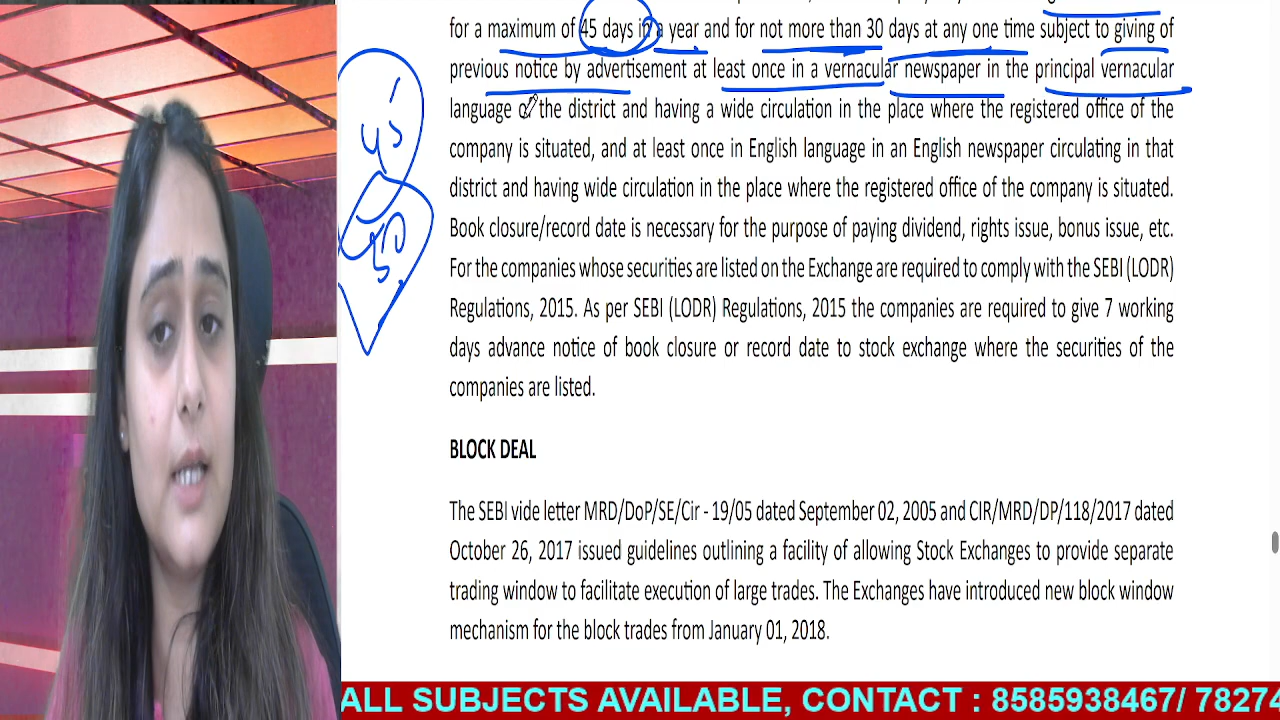 for a maximum of 45 days in a year and for not more than 30 days at any one time subject to giving of
previous notice by advertisement at least once in a vernacular newspaper in the principal vernacular
language of the district and having a wide circulation in the place where the registered office of the
company is situated, and at least once in English language in an English newspaper circulating in that
district and having wide circulation in the place where the registered office of the company is situated.
Book closure/record date is necessary for the purpose of paying dividend, rights issue, bonus issue, etc.
For the companies whose securities are listed on the Exchange are required to comply with the SEBI (LODR)
Regulations, 2015. As per SEBI (LODR) Regulations, 2015 the companies are required to give 7 working
days advance notice of book closure or record date to stock exchange where the securities of the
companies are listed.
45
BLOCK DEAL
The SEBI vide letter MRD/DoP/SE/Cir - 19/05 dated September 02, 2005 and CIR/MRD/DP/118/2017 dated
October 26, 2017 issued guidelines outlining a facility of allowing Stock Exchanges to provide separate
trading window to facilitate execution of large trades. The Exchanges have introduced new block window
mechanism for the block trades from January 01, 2018.
ALL SUBJECTS AVAILABLE, CONTACT : 8585938467/ 78274